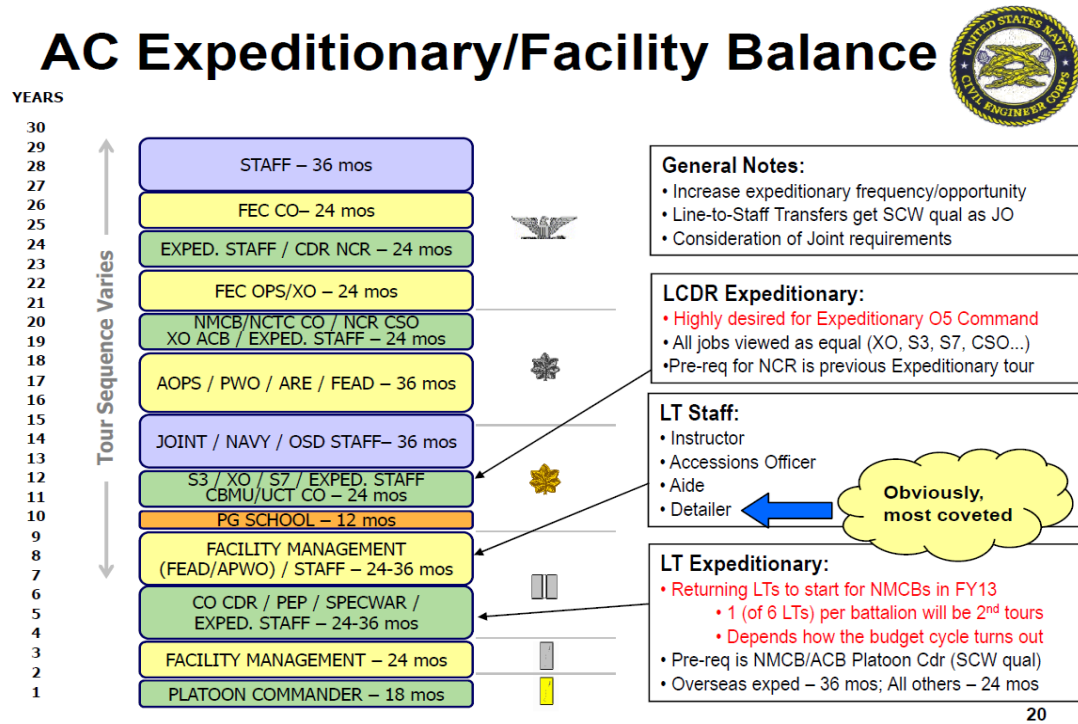 AC Expeditionary/Facility Balance
UNITED STATES NAVY
CIVIL ENGINEER CORPS
YEARS
30
29
28
27
26
25
24
23
22
21
20
19
18
17
16
15
14
13
12
11
10
9
8
7
6
5
4
3
2
1
Tour Sequence Varies
STAFF – 36 mos
FEC CO– 24 mos
EXPED. STAFF / CDR NCR – 24 mos
FEC OPS/XO – 24 mos
NMCB/NCTC CO / NCR CSO
XO ACB / EXPED. STAFF – 24 mos
AOPS / PWO / ARE / FEAD – 36 mos
JOINT / NAVY / OSD STAFF– 36 mos
S3 / XO / S7 / EXPED. STAFF
CBMU/UCT CO – 24 mos
PG SCHOOL – 12 mos
FACILITY MANAGEMENT
(FEAD/APWO) / STAFF – 24-36 mos
CO CDR / PEP / SPECWAR /
EXPED. STAFF – 24-36 mos
FACILITY MANAGEMENT – 24 mos
PLATOON COMMANDER – 18 mos
General Notes:
• Increase expeditionary frequency/opportunity
• Line-to-Staff Transfers get SCW qual as JO
• Consideration of Joint requirements
LCDR Expeditionary:
• Highly desired for Expeditionary O5 Command
• All jobs viewed as equal (XO, S3, S7, CSO...)
•Pre-req for NCR is previous Expeditionary tour
LT Staff:
• Instructor
• Accessions Officer
• Aide
• Detailer
Obviously,
most coveted
LT Expeditionary:
• Returning LTs to start for NMCBs in FY13
• 1 (of 6 LTs) per battalion will be 2nd tours
• Depends how the budget cycle turns out
• Pre-req is NMCB/ACB Platoon Cdr (SCW qual)
• Overseas exped – 36 mos; All others – 24 mos
20